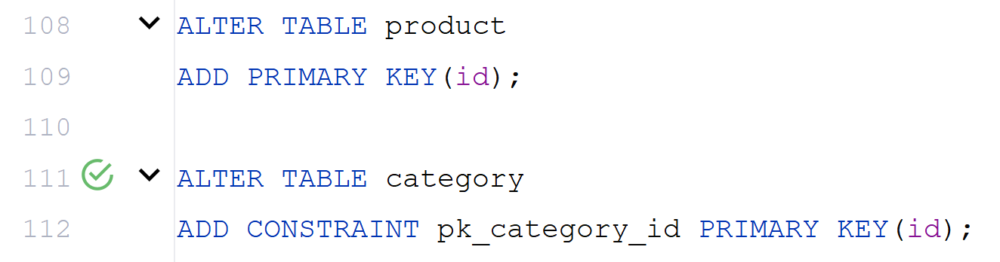 108 ALTER TABLE product
109 ADD PRIMARY KEY(id);
110
111 ALTER TABLE category
112 ADD CONSTRAINT pk_category_id PRIMARY KEY(id);